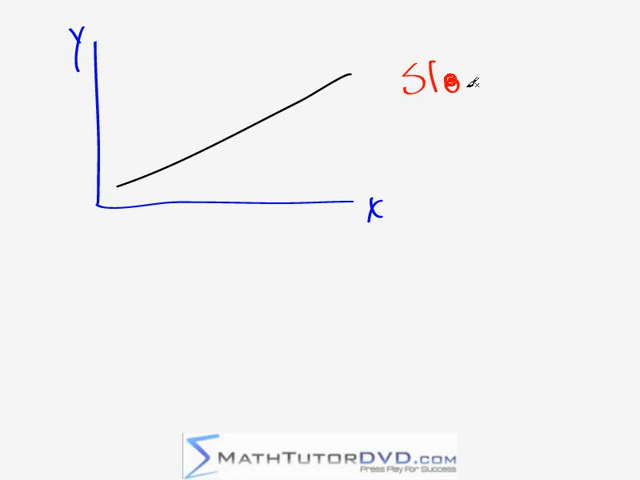 Y
Slo
X
MATHTUTORDVD.COM
Press Play For Success